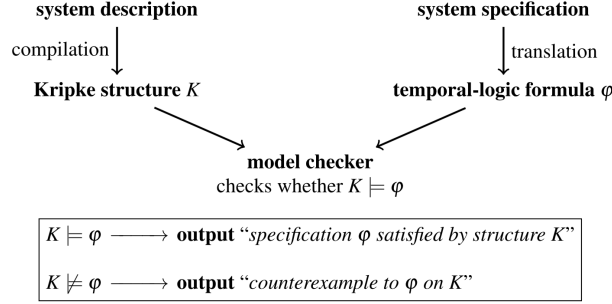 system description
system specification
compilation
translation
Kripke structure K
temporal-logic formula φ
model checker
checks whether K ⊨ φ
K ⊨ φ ⟶ output “specification φ satisfied by structure K”
K ⊭ φ ⟶ output “counterexample to φ on K”